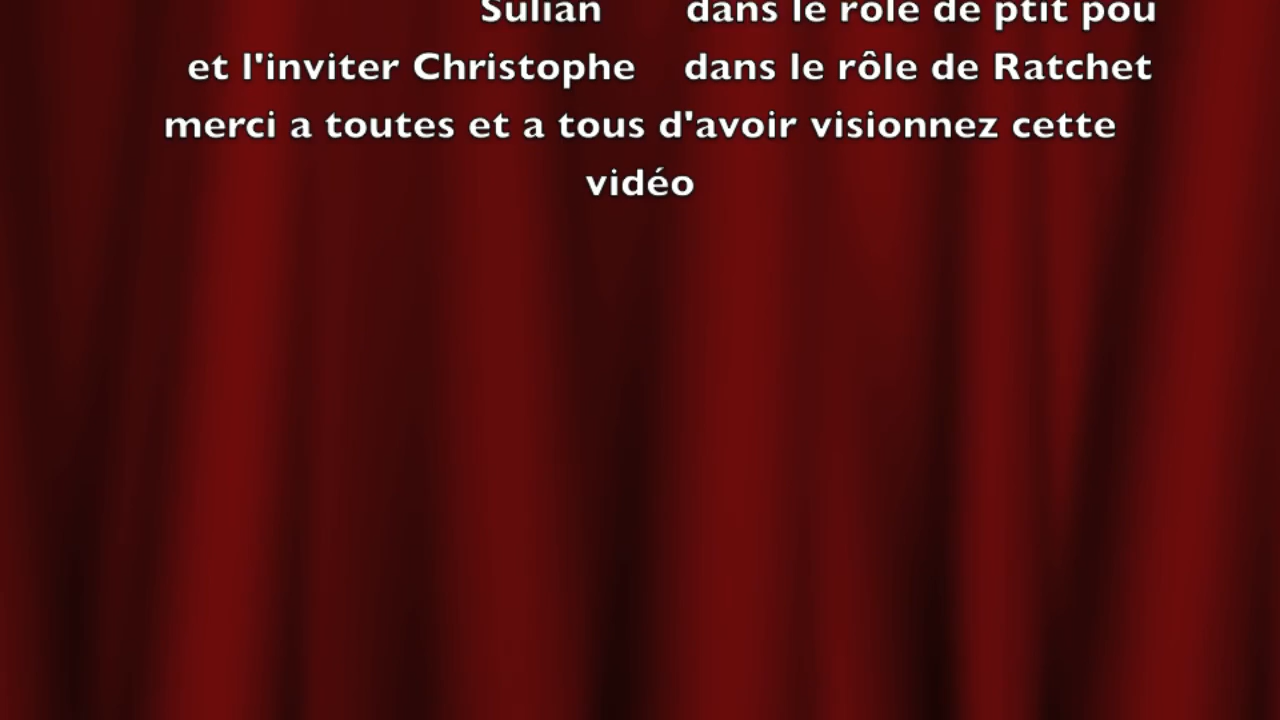 Sulian dans le rôle de ptit pou
et l'inviter Christophe dans le rôle de Ratchet
merci a toutes et a tous d'avoir visionnez cette
vidéo